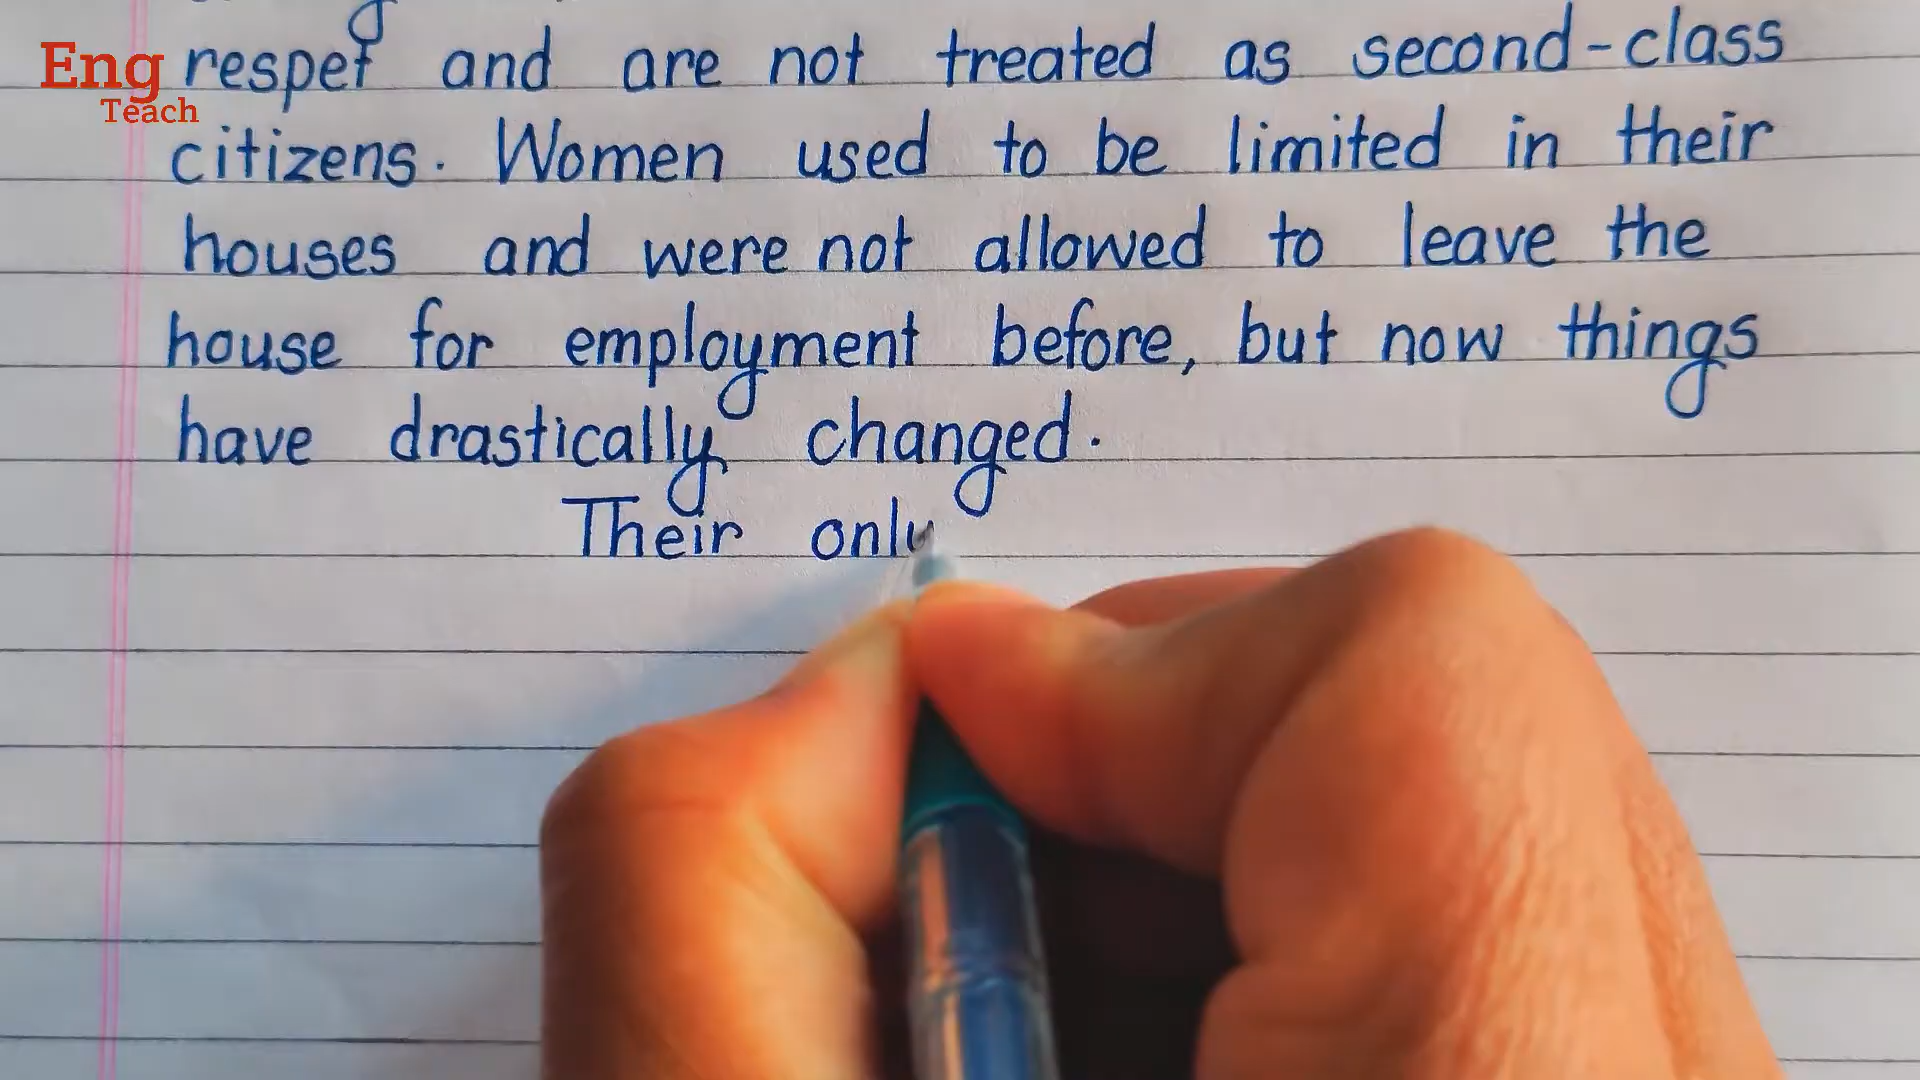 Eng
Teach
respet and are not treated as second-class
citizens. Women used to be limited in their
houses and were not allowed to leave the
house for employment before, but now things
have drastically changed.
Their only